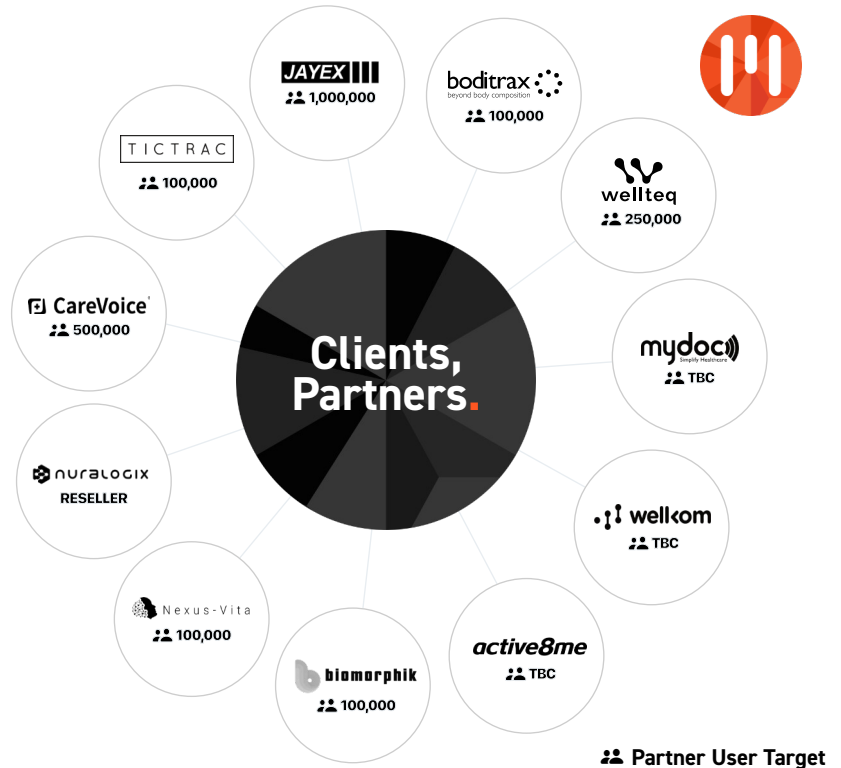 JAYEX
1,000,000
boditrax
beyond body composition
100,000
TICTRAC
100,000
wellteq
250,000
CareVoice
500,000
Clients,
Partners.
mydoc
Simplify Healthcare
TBC
nuralogix
RESELLER
wellkom
TBC
Nexus-Vita
100,000
active8me
TBC
biomorphik
100,000
Partner User Target